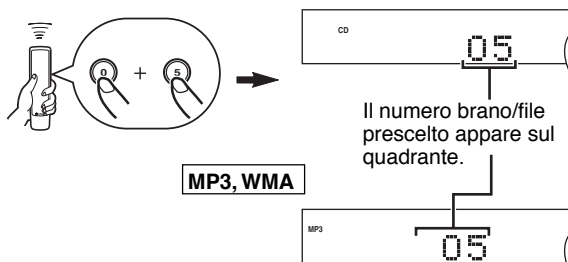 0 + 5
CD
05
Il numero brano/file
prescelto appare sul
quadrante.
MP3, WMA
MP3
05